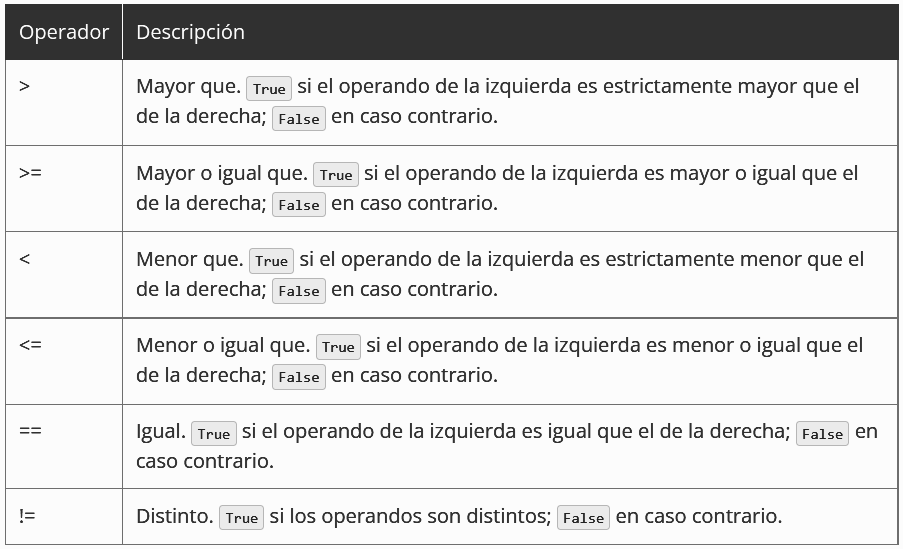 Operador Descripción
> Mayor que. True si el operando de la izquierda es estrictamente mayor que el
de la derecha; False en caso contrario.
>= Mayor o igual que. True si el operando de la izquierda es mayor o igual que el
de la derecha; False en caso contrario.
< Menor que. True si el operando de la izquierda es estrictamente menor que el
de la derecha; False en caso contrario.
<= Menor o igual que. True si el operando de la izquierda es menor o igual que el
de la derecha; False en caso contrario.
== Igual. True si el operando de la izquierda es igual que el de la derecha; False en
caso contrario.
!= Distinto. True si los operandos son distintos; False en caso contrario.